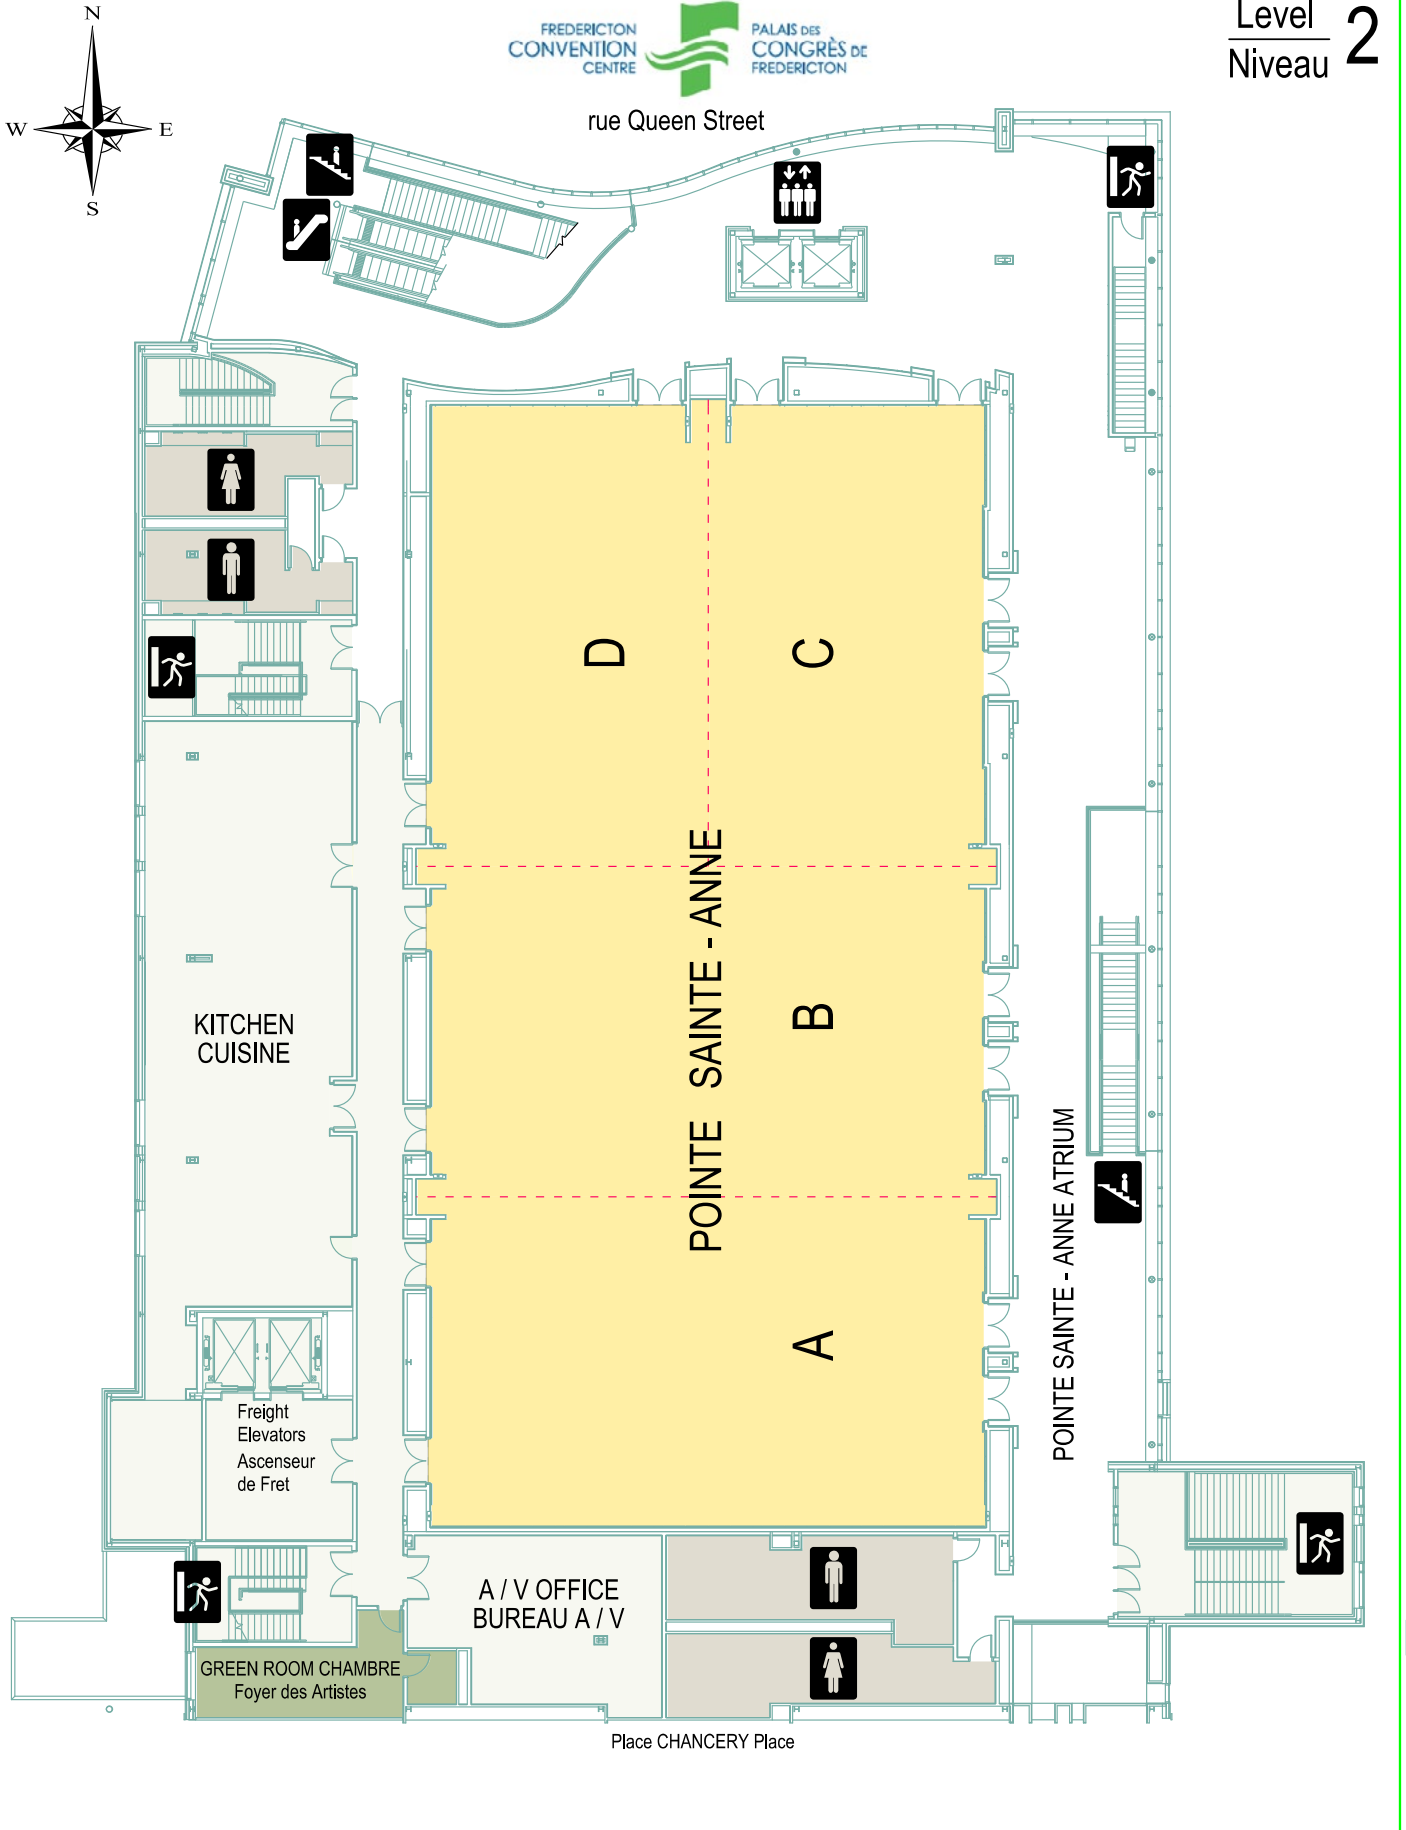 N
W
E
S
FREDERICTON
CONVENTION
CENTRE
PALAIS DES
CONGRÈS DE
FREDERICTON
Level
Niveau
2
rue Queen Street
D
C
POINTE SAINTE - ANNE
B
A
KITCHEN
CUISINE
POINTE SAINTE - ANNE ATRIUM
Freight
Elevators
Ascenseur
de Fret
A / V OFFICE
BUREAU A / V
GREEN ROOM CHAMBRE
Foyer des Artistes
Place CHANCERY Place